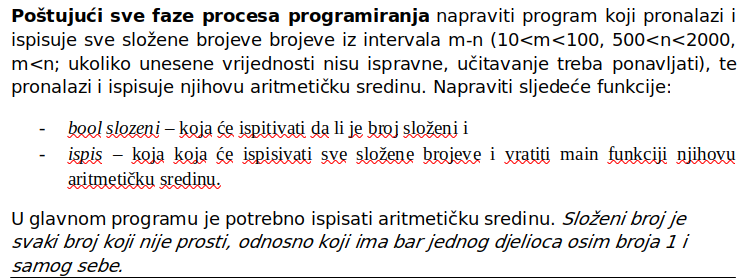 Poštujući sve faze procesa programiranja napraviti program koji pronalazi i
ispisuje sve složene brojeve brojeve iz intervala m-n (10<m<100, 500<n<2000,
m<n; ukoliko unesene vrijednosti nisu ispravne, učitavanje treba ponavljati), te
pronalazi i ispisuje njihovu aritmetičku sredinu. Napraviti sljedeće funkcije:
- bool slozeni – koja će ispitivati da li je broj složeni i
- ispis – koja koja će ispisivati sve složene brojeve i vratiti main funkciji njihovu
aritmetičku sredinu.
U glavnom programu je potrebno ispisati aritmetičku sredinu. Složeni broj je
svaki broj koji nije prosti, odnosno koji ima bar jednog djelioca osim broja 1 i
samog sebe.